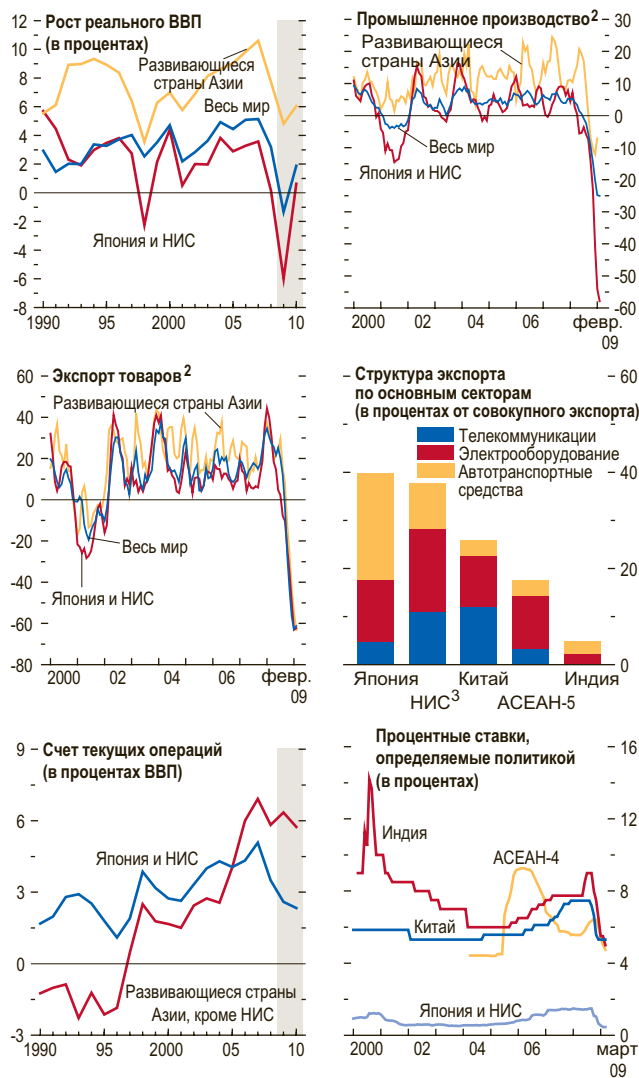 Рост реального ВВП
(в процентах)
12
10
8
6
4
2
0
-2
-4
-6
-8
Развивающиеся
страны Азии
Весь мир
Япония и НИС
1990
95
2000
05
10
Промышленное производство2
Развивающиеся
страны Азии
Весь мир
Япония и НИС
30
20
10
0
-10
-20
-30
-40
-50
-60
2000
02
04
06
февр.
09
Экспорт товаров2
60
40
20
0
-20
-40
-60
-80
Развивающиеся страны Азии
Весь мир
Япония и НИС
2000
02
04
06
февр.
09
Структура экспорта
по основным секторам
(в процентах от совокупного экспорта)
Телекоммуникации
Электрооборудование
Автотранспортные
средства
60
40
20
0
Япония
Китай
Индия
НИС3
АСЕАН-5
Счет текущих операций
(в процентах ВВП)
9
6
3
0
-3
Япония и НИС
Развивающиеся страны
Азии, кроме НИС
1990
95
2000
05
10
Процентные ставки,
определяемые политикой
(в процентах)
16
12
8
4
0
Индия
АСЕАН-4
Китай
Япония и НИС
2000
02
04
06
март
09